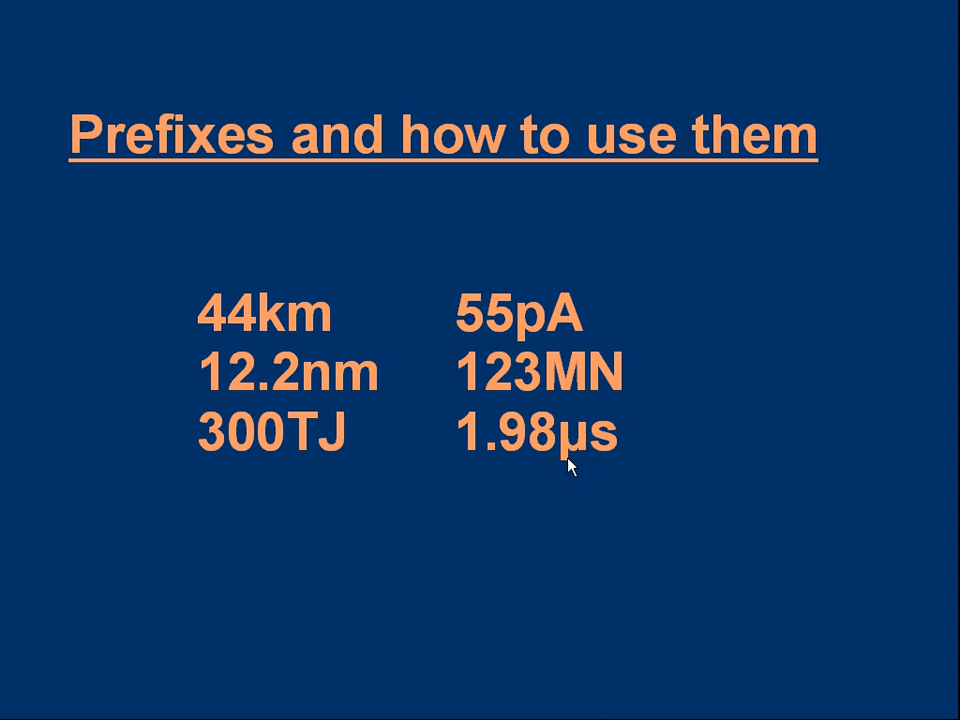 Prefixes and how to use them
44km 55pA
12.2nm 123MN
300TJ 1.98µs